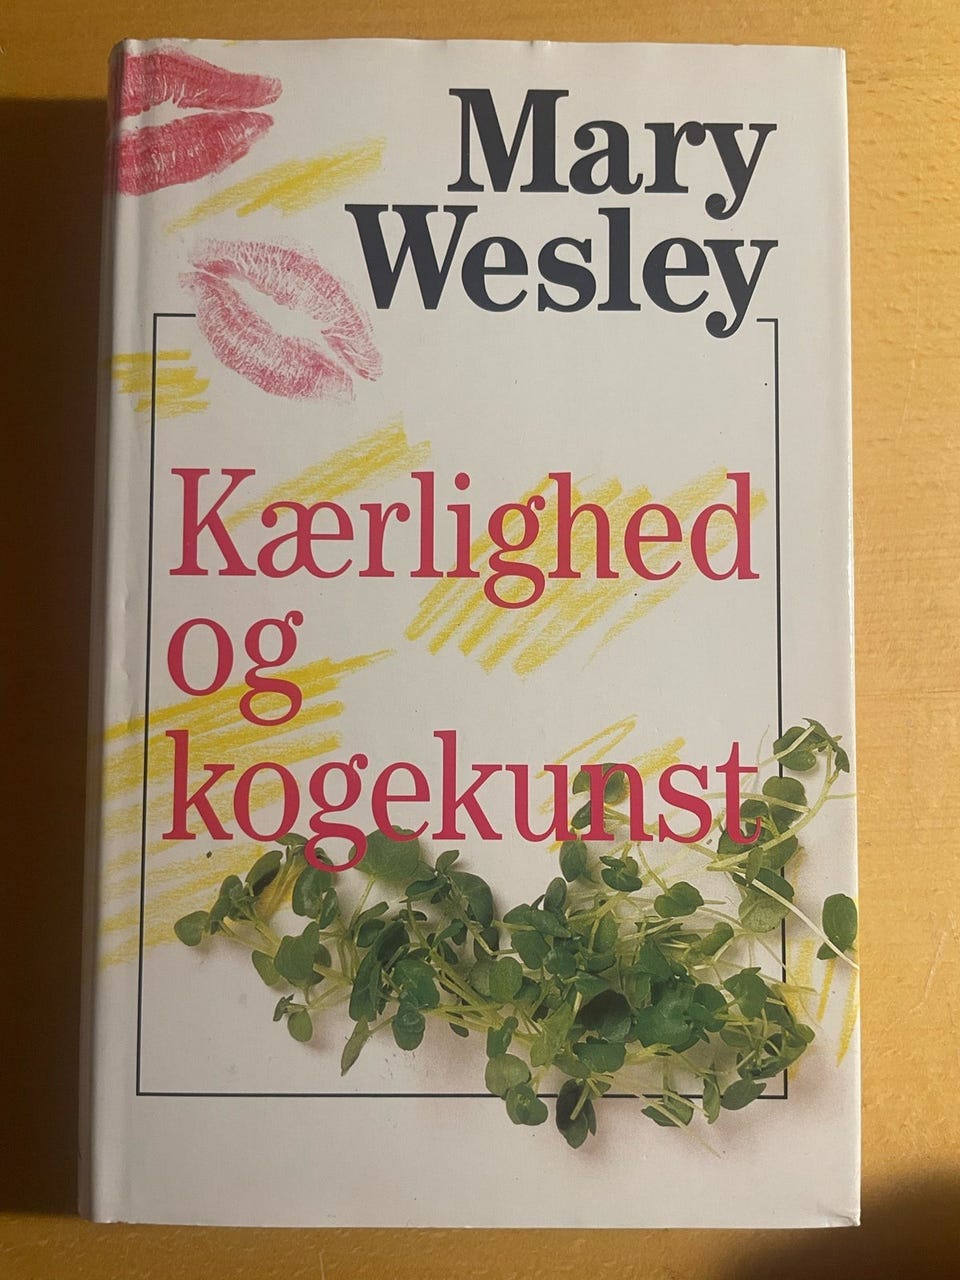 Mary
Wesley
Kærlighed
og
kogekunst